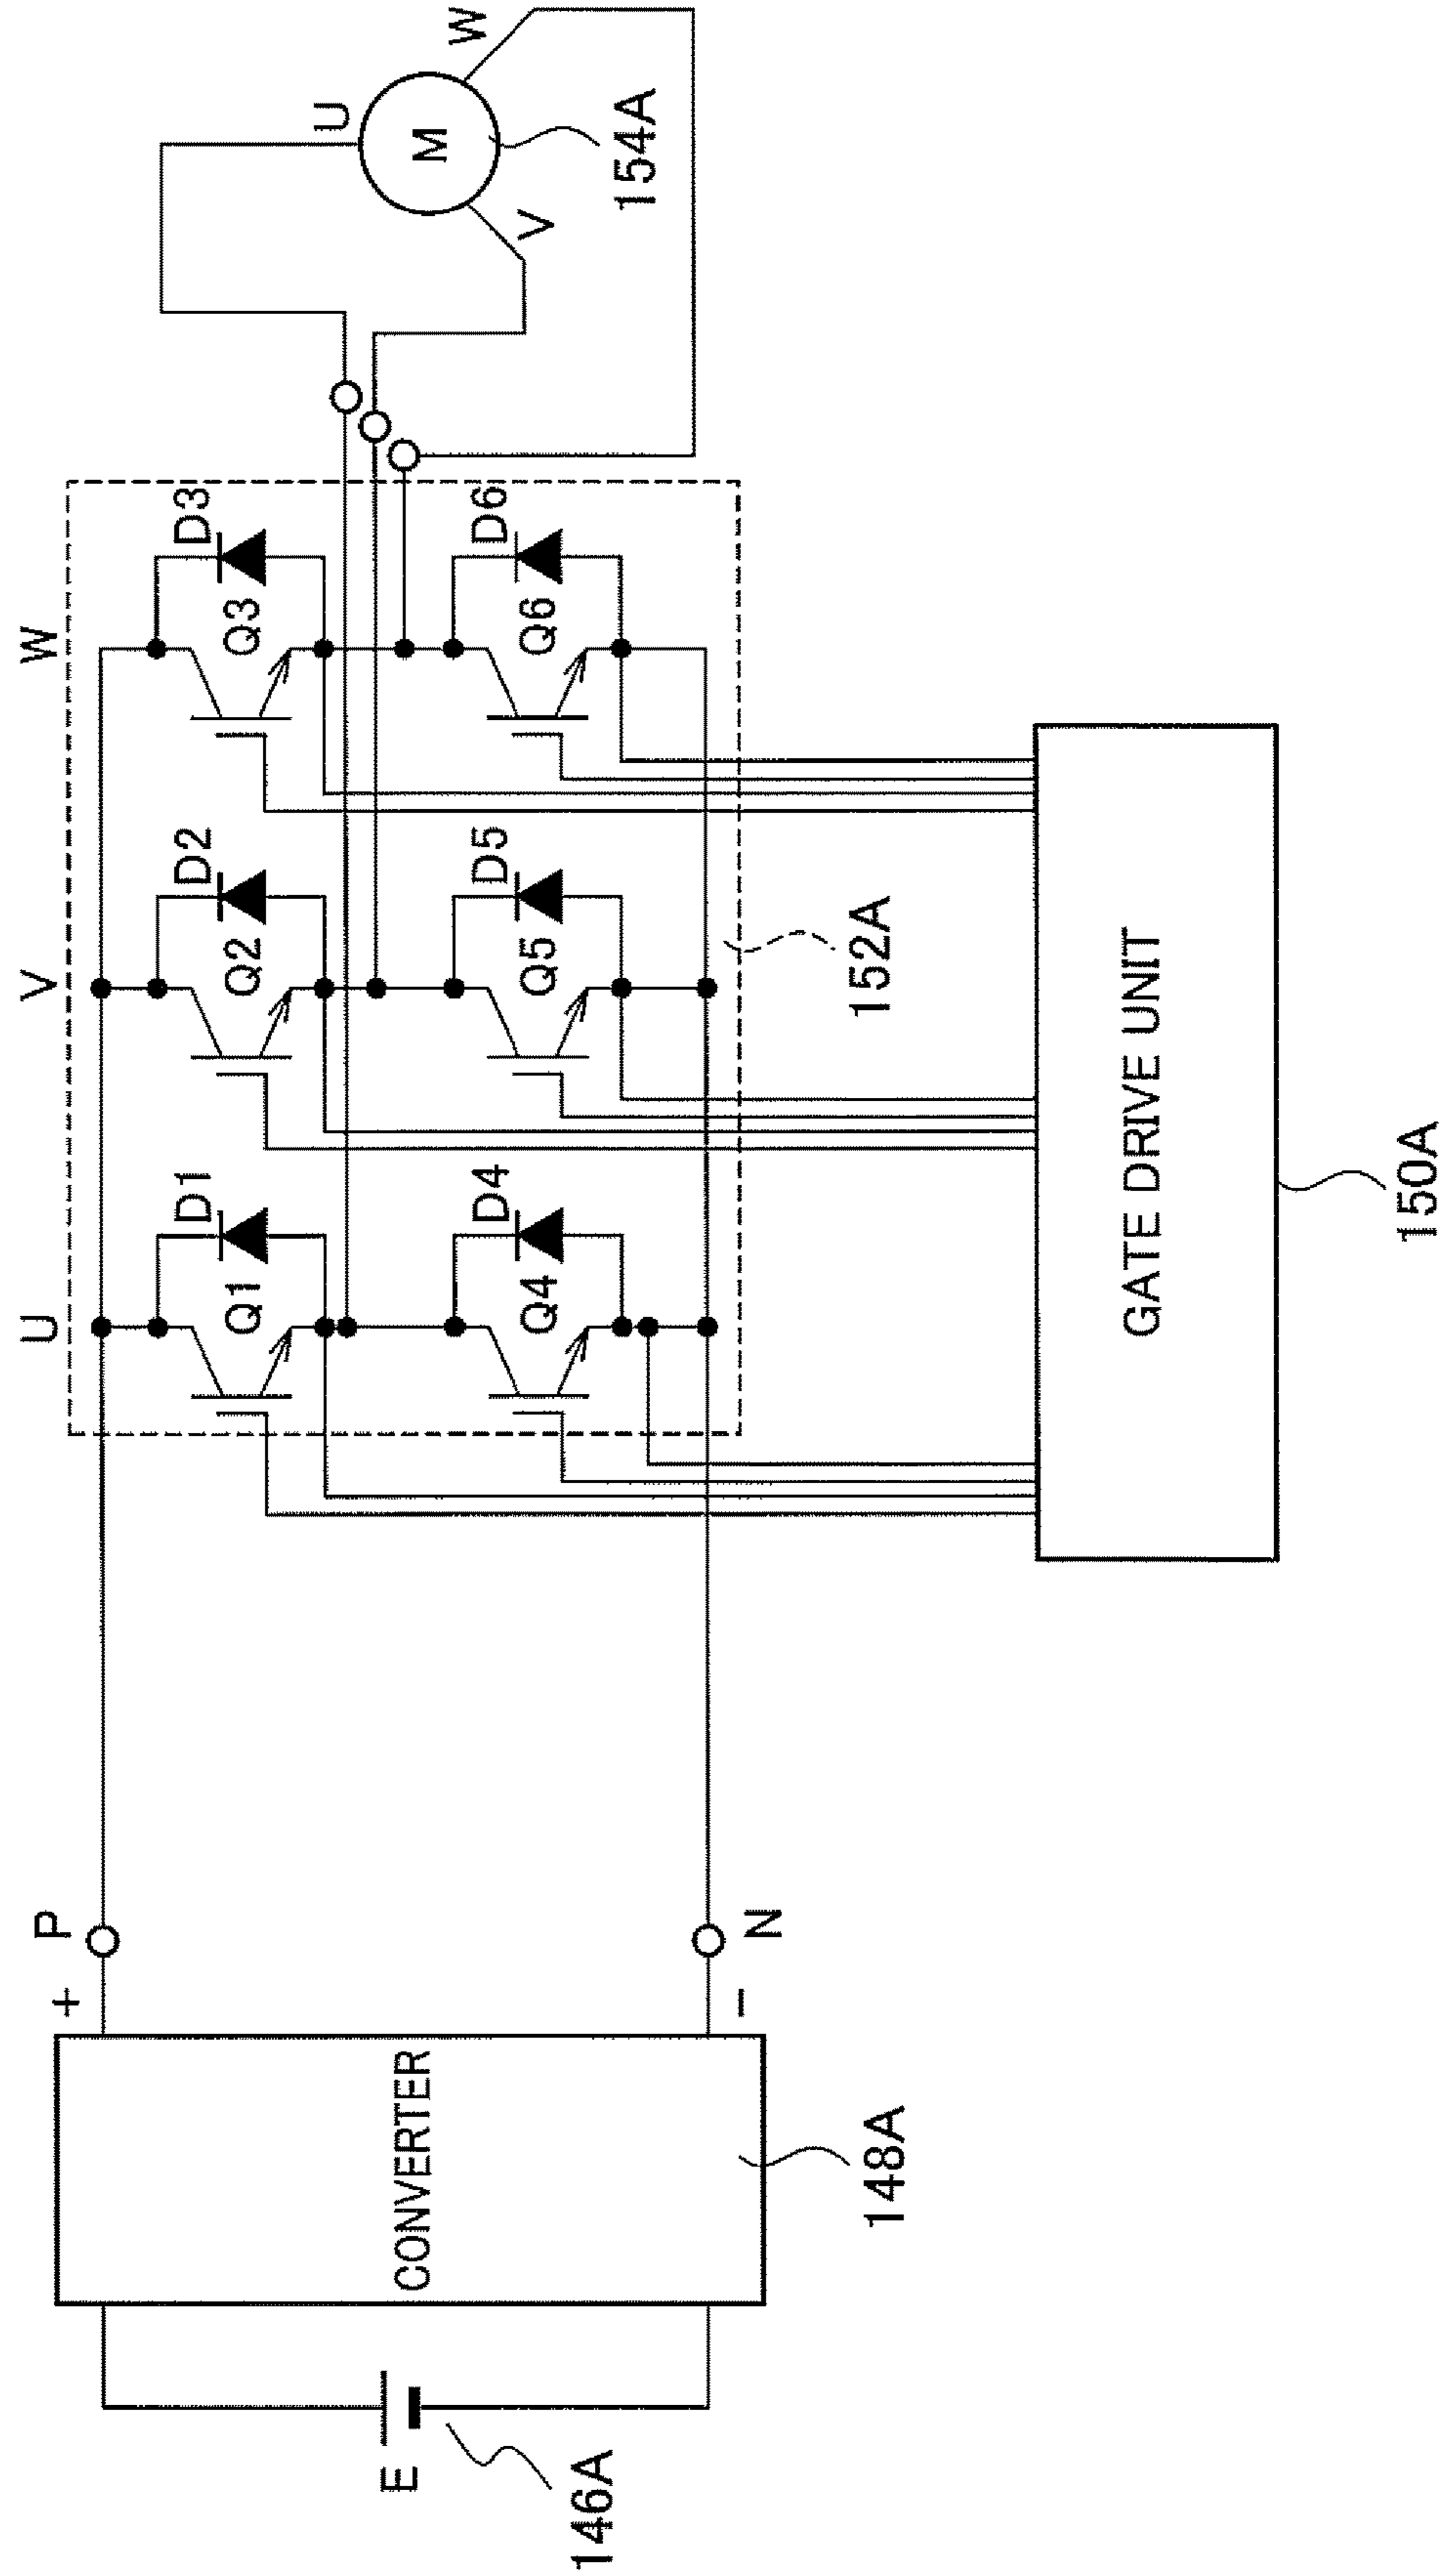 U
V
W
P
+
D1
D2
D3
Q1
Q2
Q3
U
W
M
V
154A
E
146A
CONVERTER
D4
D5
D6
Q4
Q5
Q6
N
−
148A
152A
GATE DRIVE UNIT
150A